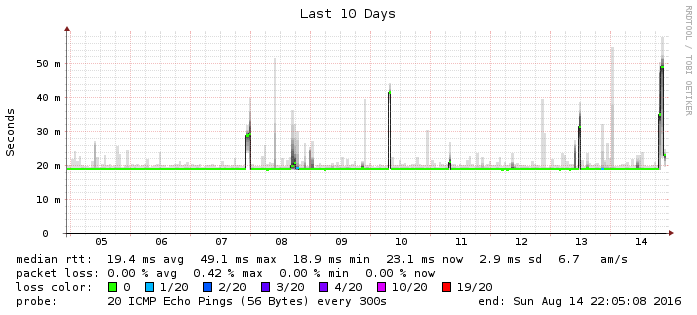 Last 10 Days
RRDTOOL / TOBI OETIKER
Seconds
50 m
40 m
30 m
20 m
10 m
0
05 06 07 08 09 10 11 12 13 14
median rtt: 19.4 ms avg 49.1 ms max 18.9 ms min 23.1 ms now 2.9 ms sd 6.7 am/s
packet loss: 0.00 % avg 0.42 % max 0.00 % min 0.00 % now
loss color: 0 1/20 2/20 3/20 4/20 10/20 19/20
probe: 20 ICMP Echo Pings (56 Bytes) every 300s end: Sun Aug 14 22:05:08 2016